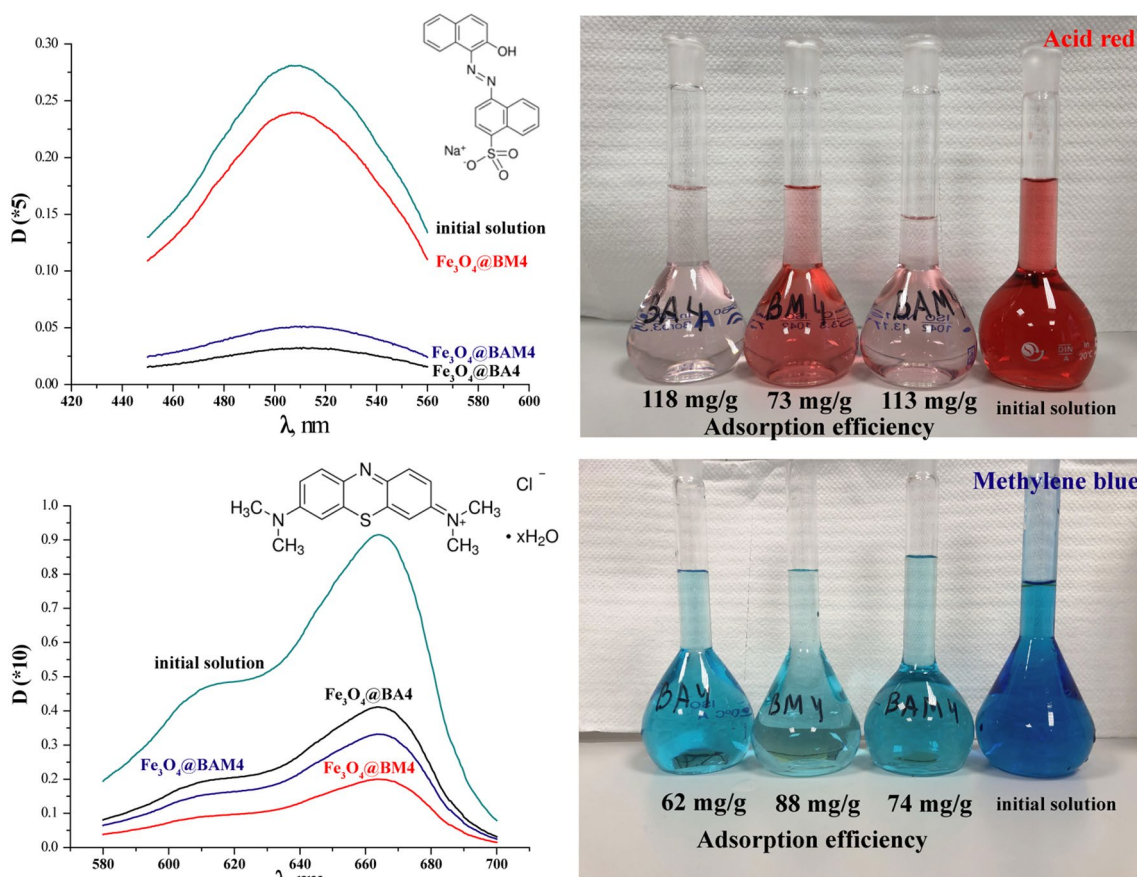 0.30
0.25
0.20
0.15
0.10
0.05
0.00
D (*5)
420 440 460 480 500 520 540 560 580 600
λ, nm
OH
N
N
Na⁺
⁻O
S
O
O
initial solution
Fe₃O₄@BM4
Fe₃O₄@BAM4
Fe₃O₄@BA4
Acid red
BA4
BM4
BAM4
118 mg/g 73 mg/g 113 mg/g initial solution
Adsorption efficiency
1.0
0.9
0.8
0.7
0.6
0.5
0.4
0.3
0.2
0.1
0.0
D (*10)
580 600 620 640 660 680 700
N
Cl⁻
H₃C N S N⁺ CH₃
CH₃ CH₃
• xH₂O
initial solution
Fe₃O₄@BA4
Fe₃O₄@BAM4
Fe₃O₄@BM4
Methylene blue
BA4
BM4
BAM4
62 mg/g 88 mg/g 74 mg/g initial solution
Adsorption efficiency